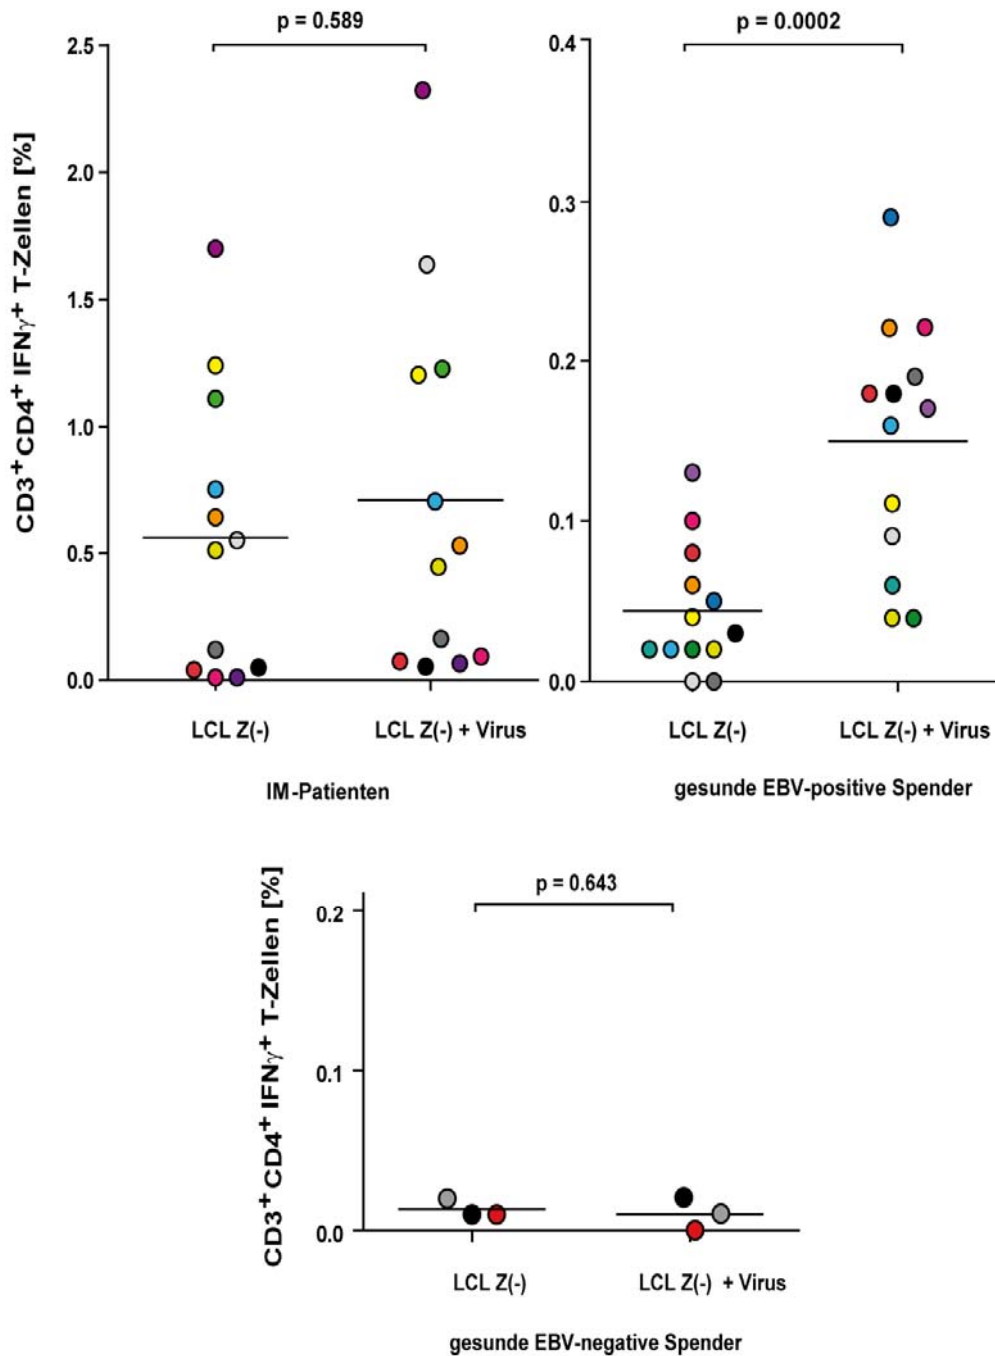 p = 0.589
p = 0.0002
CD3+CD4+ IFNγ+ T-Zellen [%]
2.5
2.0
1.5
1.0
0.5
0.0
0.4
0.3
0.2
0.1
0.0
LCL Z(-)
LCL Z(-) + Virus
LCL Z(-)
LCL Z(-) + Virus
IM-Patienten
gesunde EBV-positive Spender
p = 0.643
CD3+ CD4+ IFNγ+ T-Zellen [%]
0.2
0.1
0.0
LCL Z(-)
LCL Z(-) + Virus
gesunde EBV-negative Spender